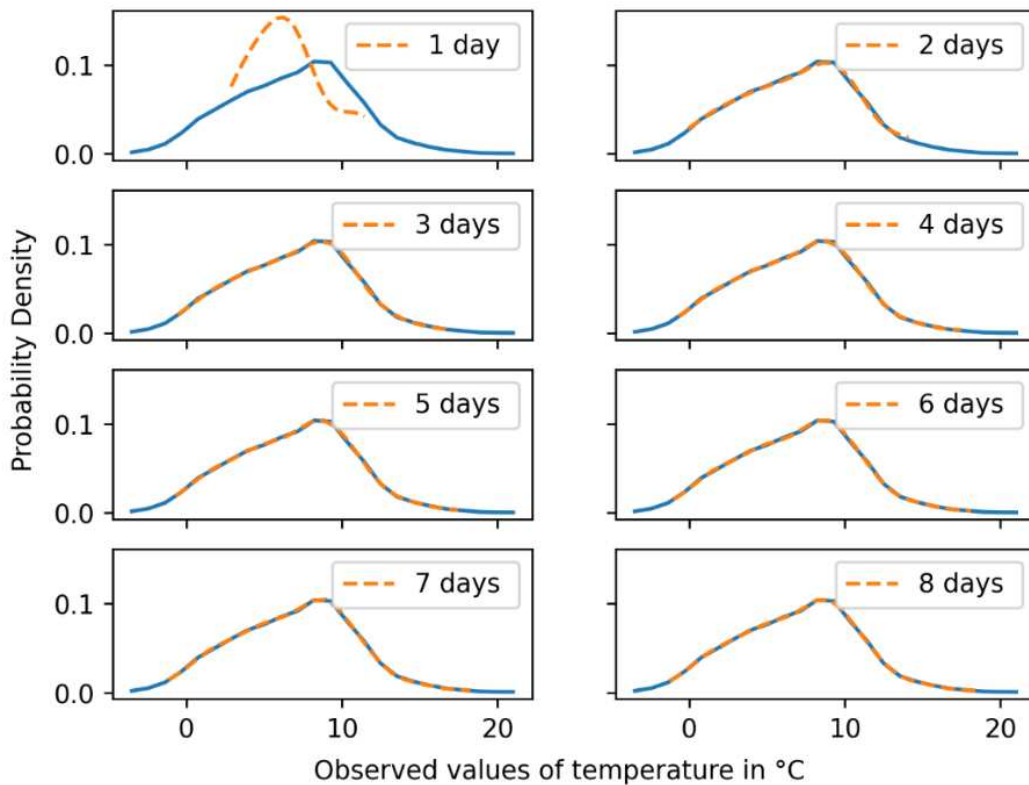 1 day
2 days
0.1
0.0
3 days
4 days
0.1
0.0
5 days
6 days
0.1
0.0
7 days
8 days
0.1
0.0
0 10 20 0 10 20
Probability Density
Observed values of temperature in °C